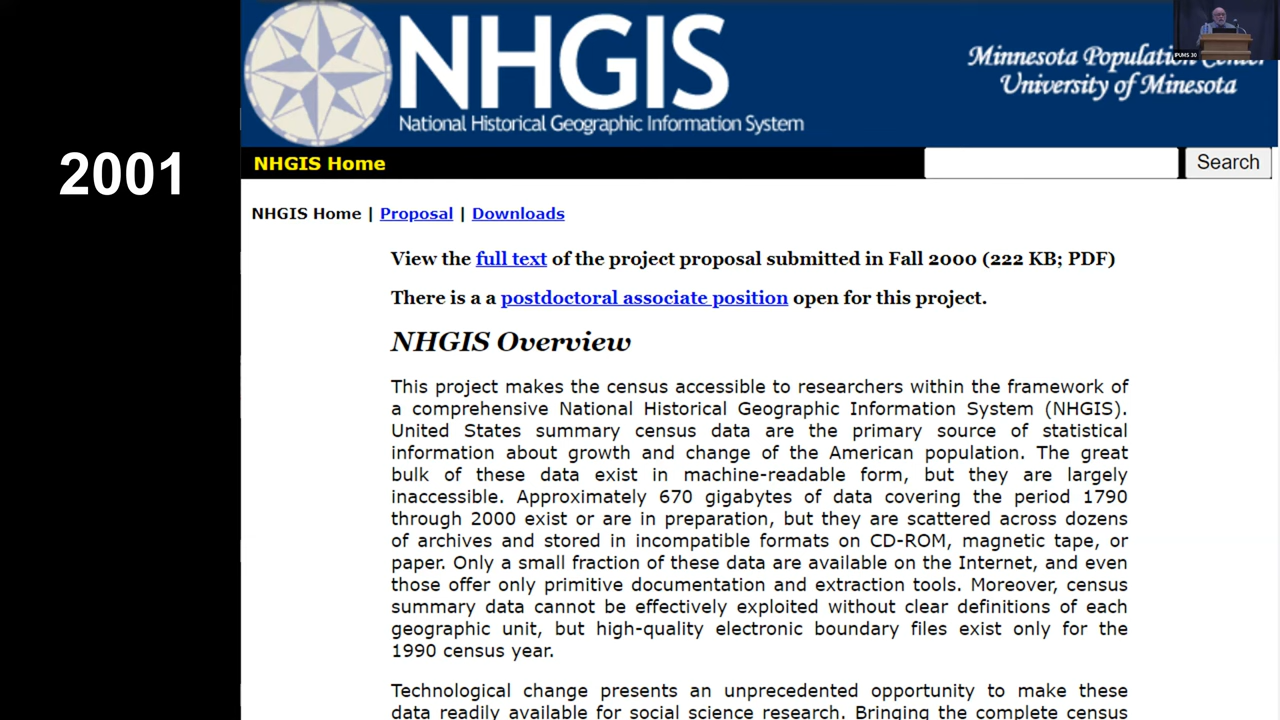 2001
NHGIS
National Historical Geographic Information System
Minnesota Population Center
University of Minnesota
IPUMS 30
NHGIS Home
Search
NHGIS Home | Proposal | Downloads
View the full text of the project proposal submitted in Fall 2000 (222 KB; PDF)
There is a a postdoctoral associate position open for this project.
NHGIS Overview
This project makes the census accessible to researchers within the framework of
a comprehensive National Historical Geographic Information System (NHGIS).
United States summary census data are the primary source of statistical
information about growth and change of the American population. The great
bulk of these data exist in machine-readable form, but they are largely
inaccessible. Approximately 670 gigabytes of data covering the period 1790
through 2000 exist or are in preparation, but they are scattered across dozens
of archives and stored in incompatible formats on CD-ROM, magnetic tape, or
paper. Only a small fraction of these data are available on the Internet, and even
those offer only primitive documentation and extraction tools. Moreover, census
summary data cannot be effectively exploited without clear definitions of each
geographic unit, but high-quality electronic boundary files exist only for the
1990 census year.
Technological change presents an unprecedented opportunity to make these
data readily available for social science research. Bringing the complete census